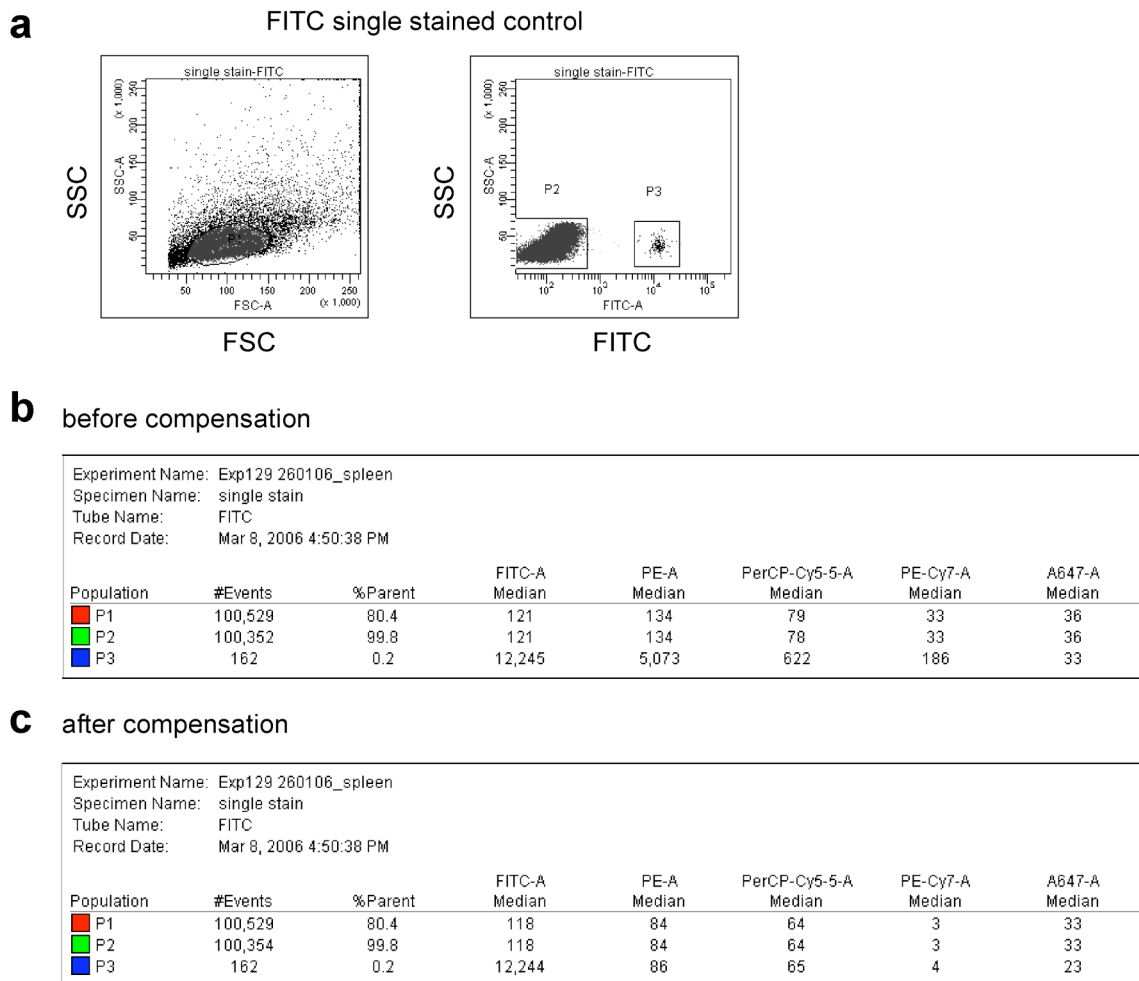 a
FITC single stained control
single stain-FITC
(x 1,000)
250
200
150
100
50
SSC-A
SSC
P1
50 100 150 200 250
FSC-A
(x 1,000)
FSC
single stain-FITC
(x 1,000)
250
200
150
100
50
SSC-A
SSC
P2
P3
10² 10³ 10⁴ 10⁵
FITC-A
FITC
b before compensation
Experiment Name: Exp129 260106_spleen
Specimen Name: single stain
Tube Name: FITC
Record Date: Mar 8, 2006 4:50:38 PM
FITC-A PE-A PerCP-Cy5-5-A PE-Cy7-A A647-A
Population #Events %Parent Median Median Median Median Median
P1 100,529 80.4 121 134 79 33 36
P2 100,352 99.8 121 134 78 33 36
P3 162 0.2 12,245 5,073 622 186 33
c after compensation
Experiment Name: Exp129 260106_spleen
Specimen Name: single stain
Tube Name: FITC
Record Date: Mar 8, 2006 4:50:38 PM
FITC-A PE-A PerCP-Cy5-5-A PE-Cy7-A A647-A
Population #Events %Parent Median Median Median Median Median
P1 100,529 80.4 118 84 64 3 33
P2 100,354 99.8 118 84 64 3 33
P3 162 0.2 12,244 86 65 4 23